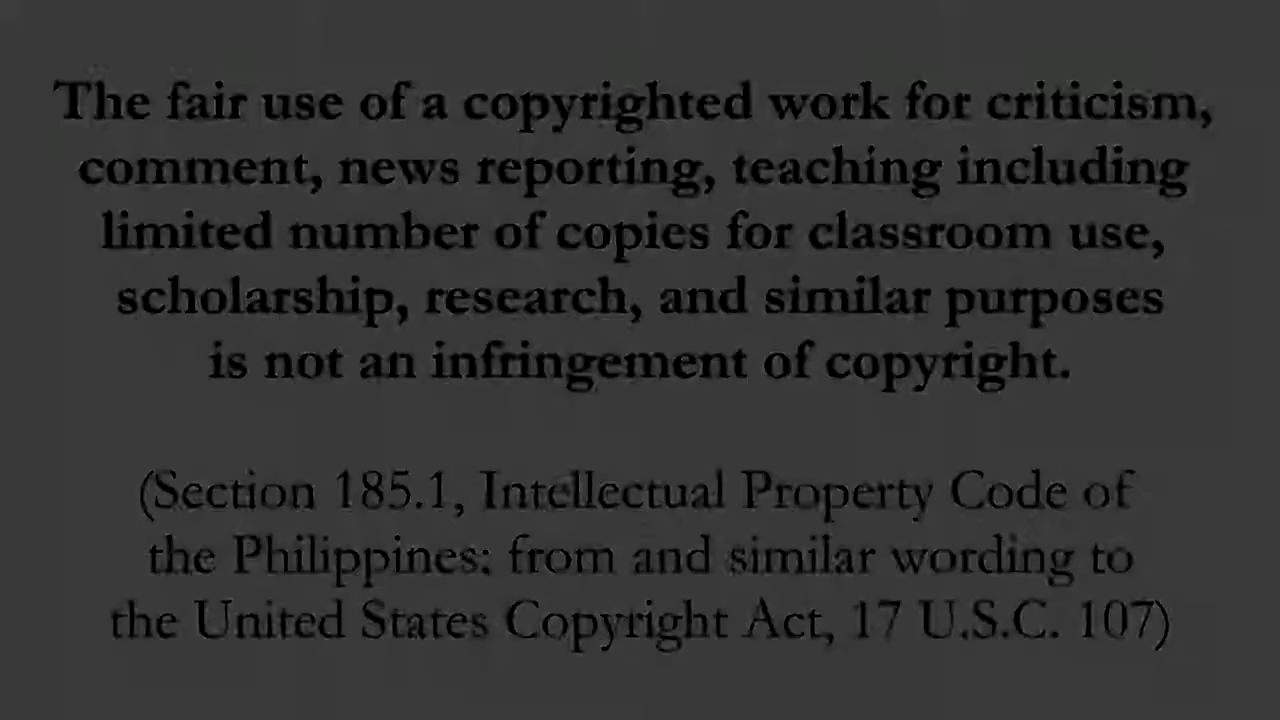 The fair use of a copyrighted work for criticism,
comment, news reporting, teaching including
limited number of copies for classroom use,
scholarship, research, and similar purposes
is not an infringement of copyright.
(Section 185.1, Intellectual Property Code of
the Philippines; from and similar wording to
the United States Copyright Act, 17 U.S.C. 107)